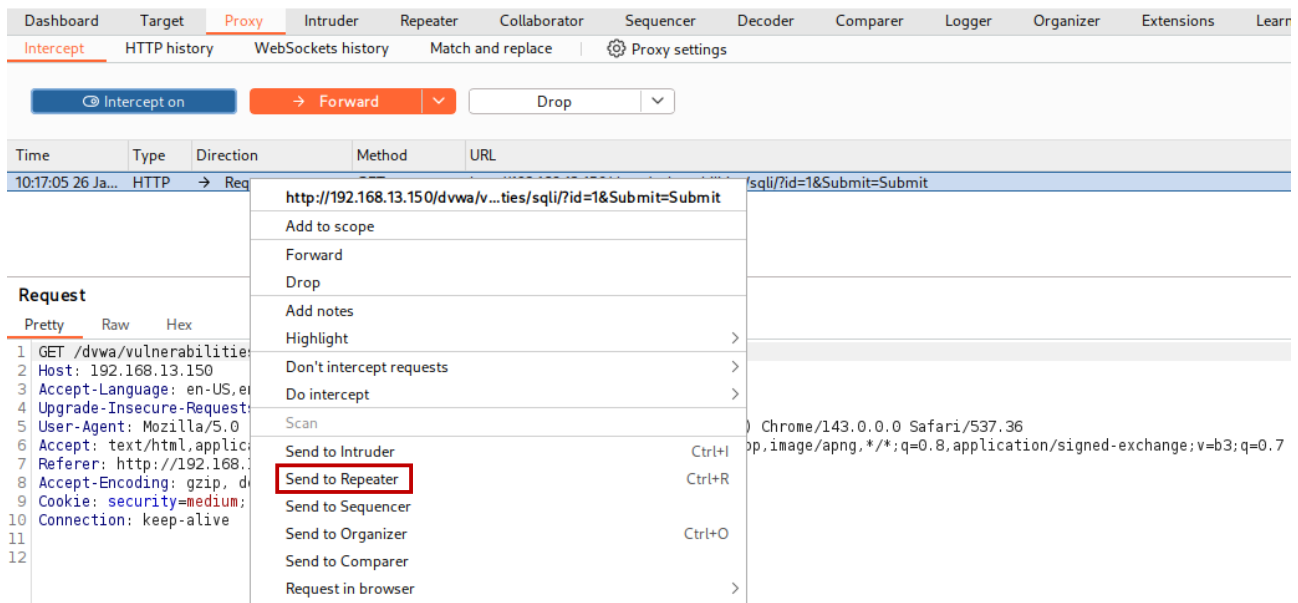 Dashboard Target Proxy Intruder Repeater Collaborator Sequencer Decoder Comparer Logger Organizer Extensions Learn
Intercept HTTP history WebSockets history Match and replace Proxy settings
Intercept on → Forward Drop
Time Type Direction Method URL
10:17:05 26 Ja... HTTP → Req /sqli/?id=1&Submit=Submit
http://192.168.13.150/dvwa/v...ties/sqli/?id=1&Submit=Submit
Add to scope
Forward
Drop
Add notes
Highlight
Don't intercept requests
Do intercept
Scan
Send to Intruder Ctrl+I
Send to Repeater Ctrl+R
Send to Sequencer
Send to Organizer Ctrl+O
Send to Comparer
Request in browser
Request
Pretty Raw Hex
1 GET /dvwa/vulnerabilities
2 Host: 192.168.13.150
3 Accept-Language: en-US,en
4 Upgrade-Insecure-Requests
5 User-Agent: Mozilla/5.0 ) Chrome/143.0.0.0 Safari/537.36
6 Accept: text/html,applica pp,image/apng,*/*;q=0.8,application/signed-exchange;v=b3;q=0.7
7 Referer: http://192.168.1
8 Accept-Encoding: gzip, de
9 Cookie: security=medium;
10 Connection: keep-alive
11
12